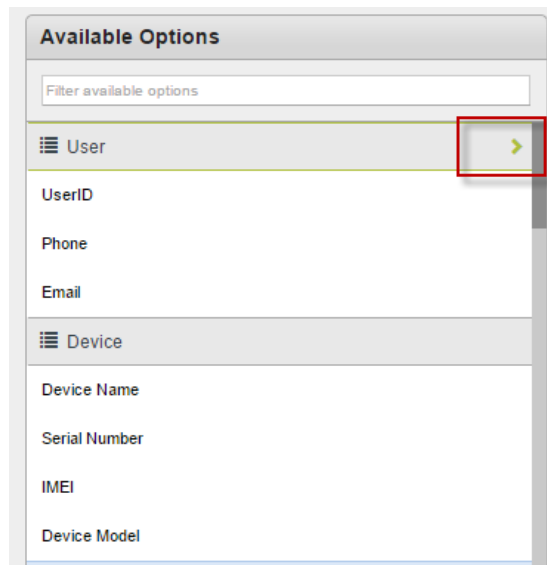 Available Options
Filter available options
User
UserID
Phone
Email
Device
Device Name
Serial Number
IMEI
Device Model